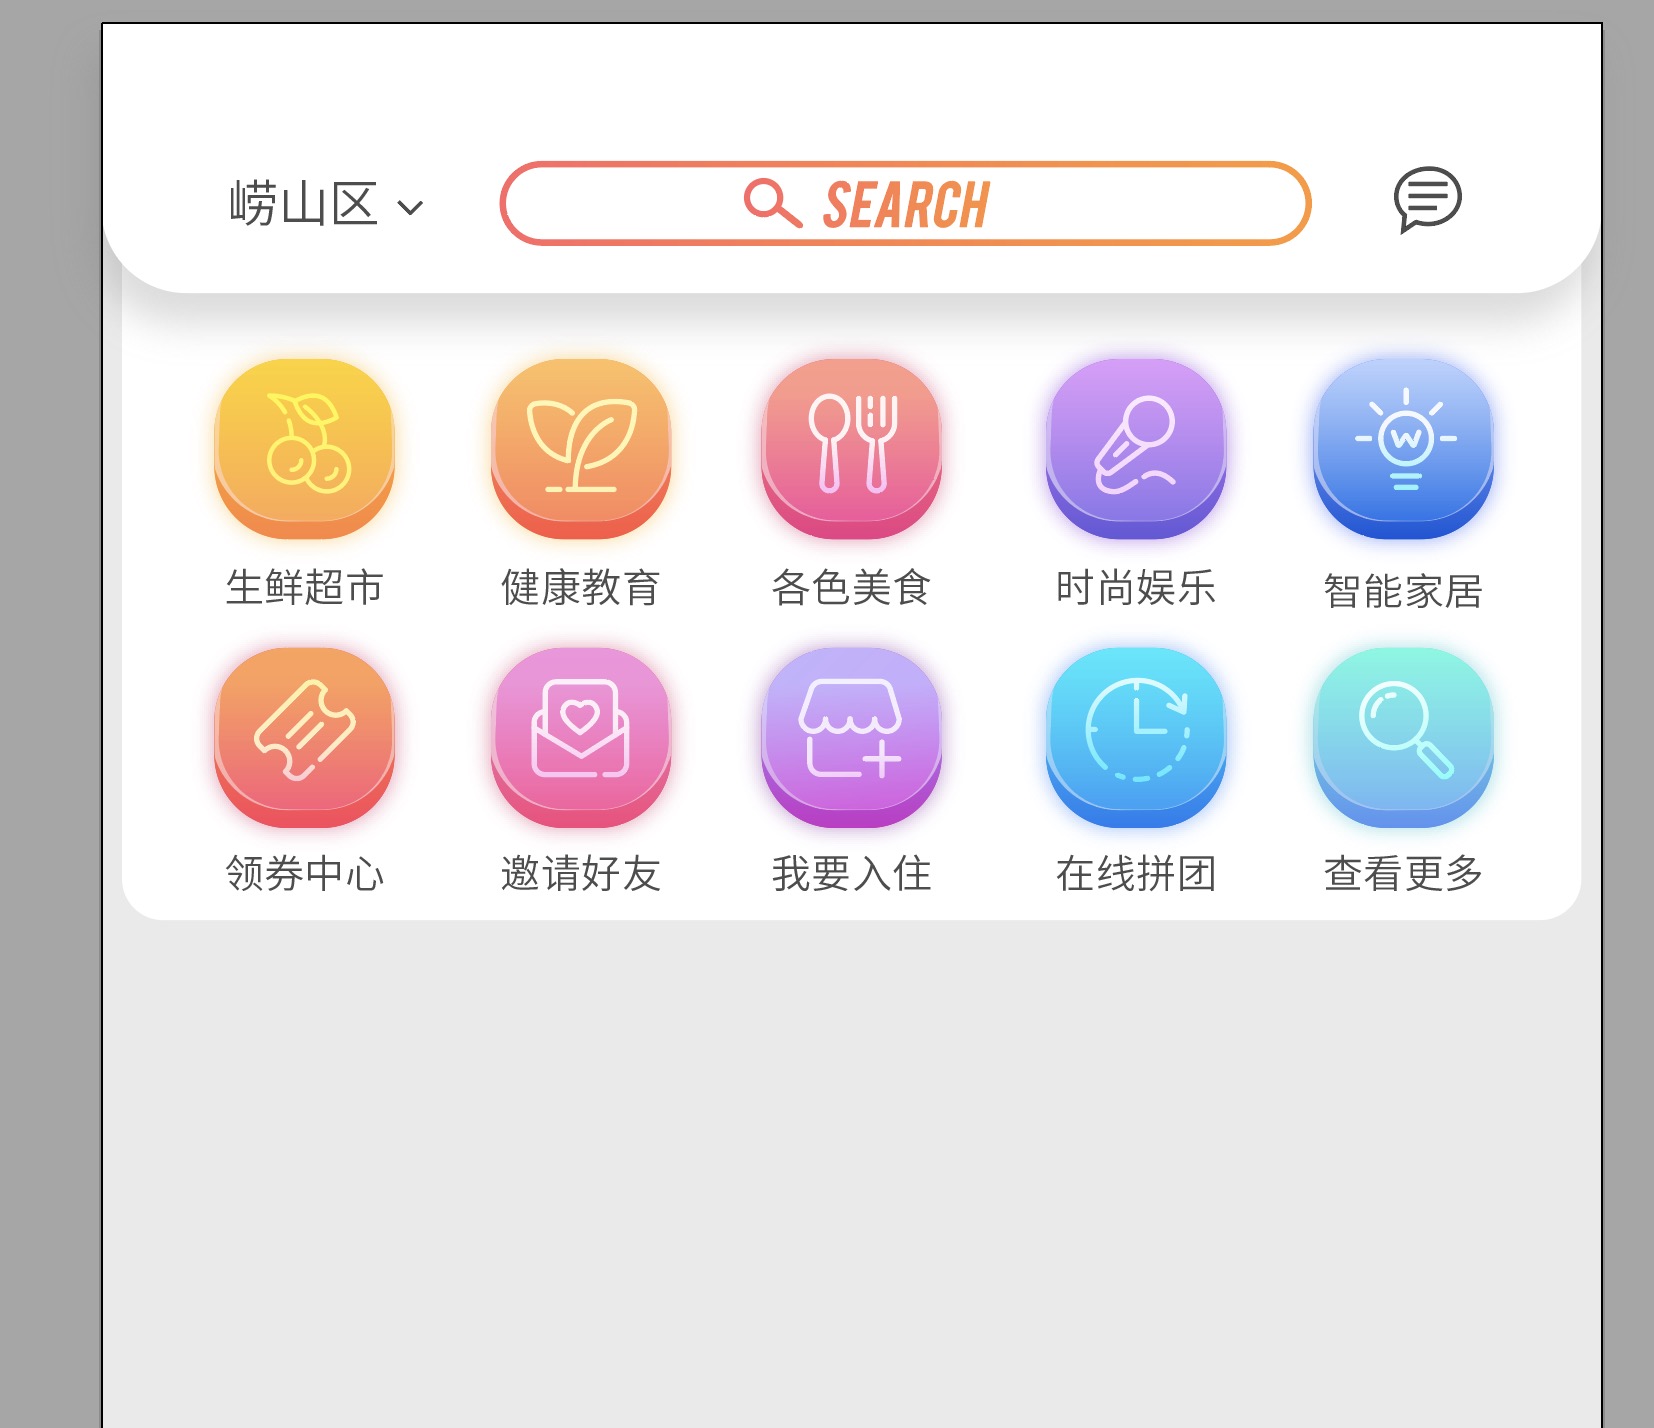 崂山区
SEARCH
生鲜超市
健康教育
各色美食
时尚娱乐
智能家居
领券中心
邀请好友
我要入住
在线拼团
查看更多